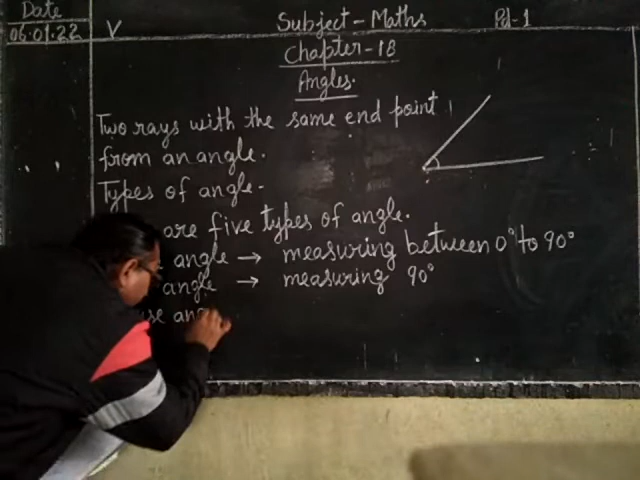 Date
06.01.22
V
Subject - Maths
Pd-1
Chapter-18
Angles.
Two rays with the same end point
from an angle.
Types of angle-
are five types of angle.
angle → measuring between 0° to 90°
angle → measuring 90°